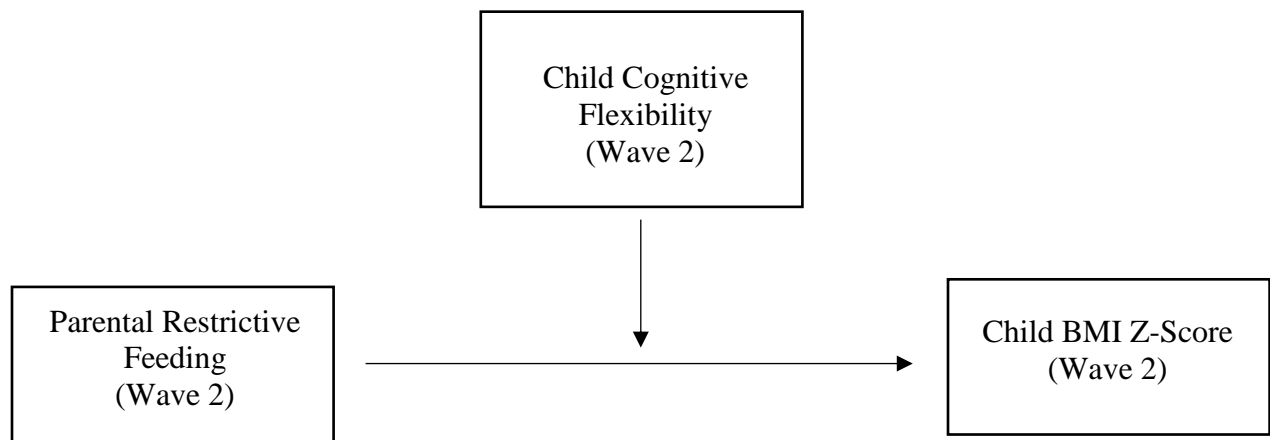 Child Cognitive
Flexibility
(Wave 2)
Parental Restrictive
Feeding
(Wave 2)
Child BMI Z-Score
(Wave 2)